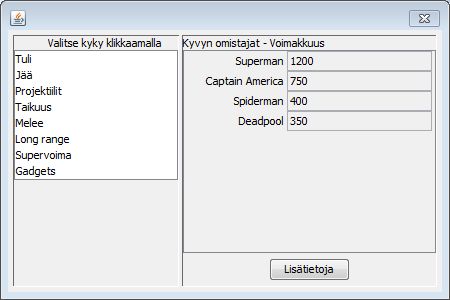 Valitse kyky klikkaamalla
Tuli
Jää
Projektiilit
Taikuus
Melee
Long range
Supervoima
Gadgets
Kyvyn omistajat - Voimakkuus
Superman 1200
Captain America 750
Spiderman 400
Deadpool 350
Lisätietoja